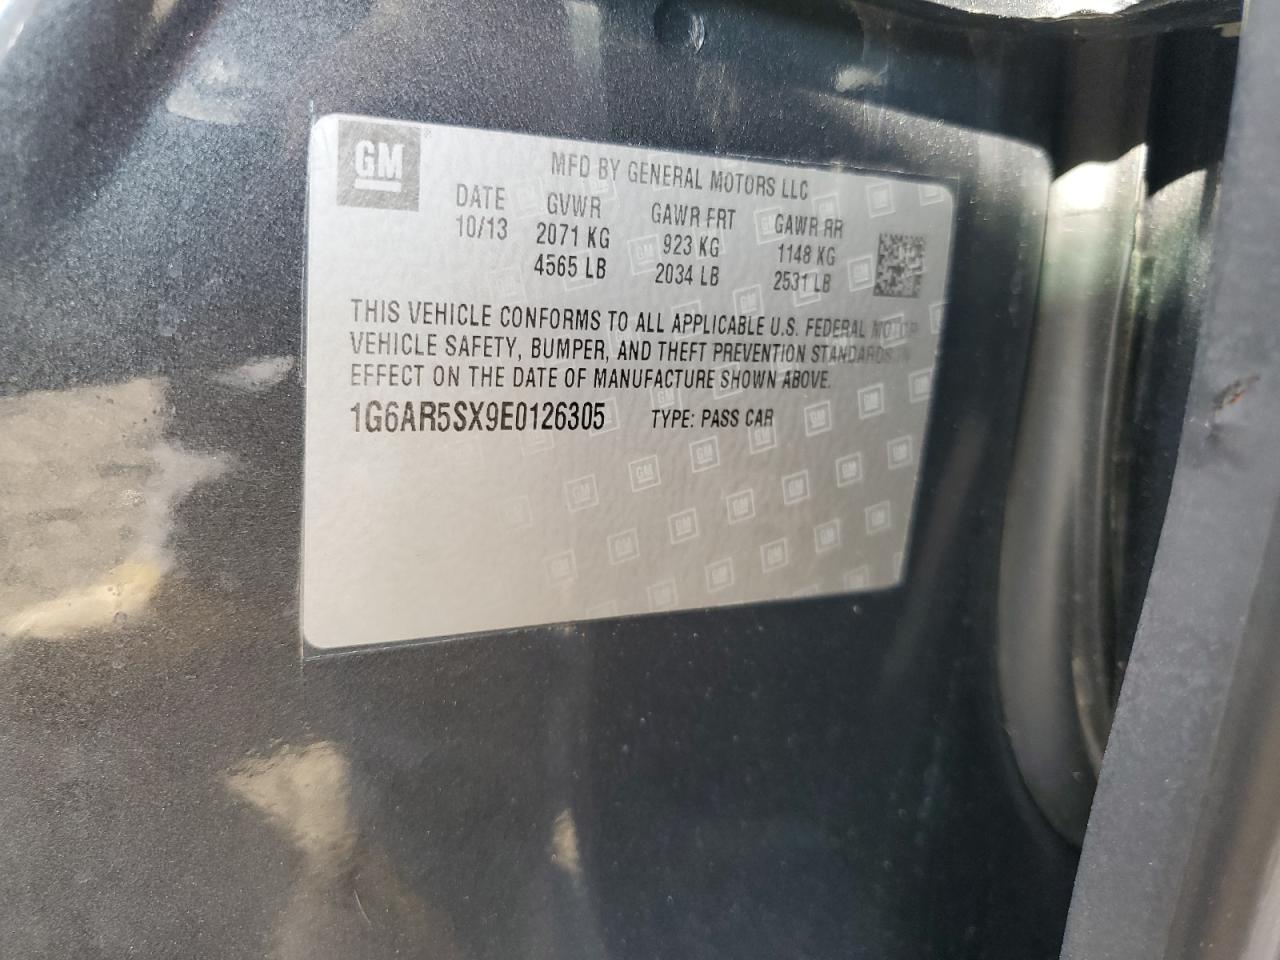 GM
MFD BY GENERAL MOTORS LLC
DATE GVWR GAWR FRT GAWR RR
10/13 2071 KG 923 KG 1148 KG
4565 LB 2034 LB 2531 LB
THIS VEHICLE CONFORMS TO ALL APPLICABLE U.S. FEDERAL MOTOR
VEHICLE SAFETY, BUMPER, AND THEFT PREVENTION STANDARDS IN
EFFECT ON THE DATE OF MANUFACTURE SHOWN ABOVE.
1G6AR5SX9E0126305 TYPE: PASS CAR